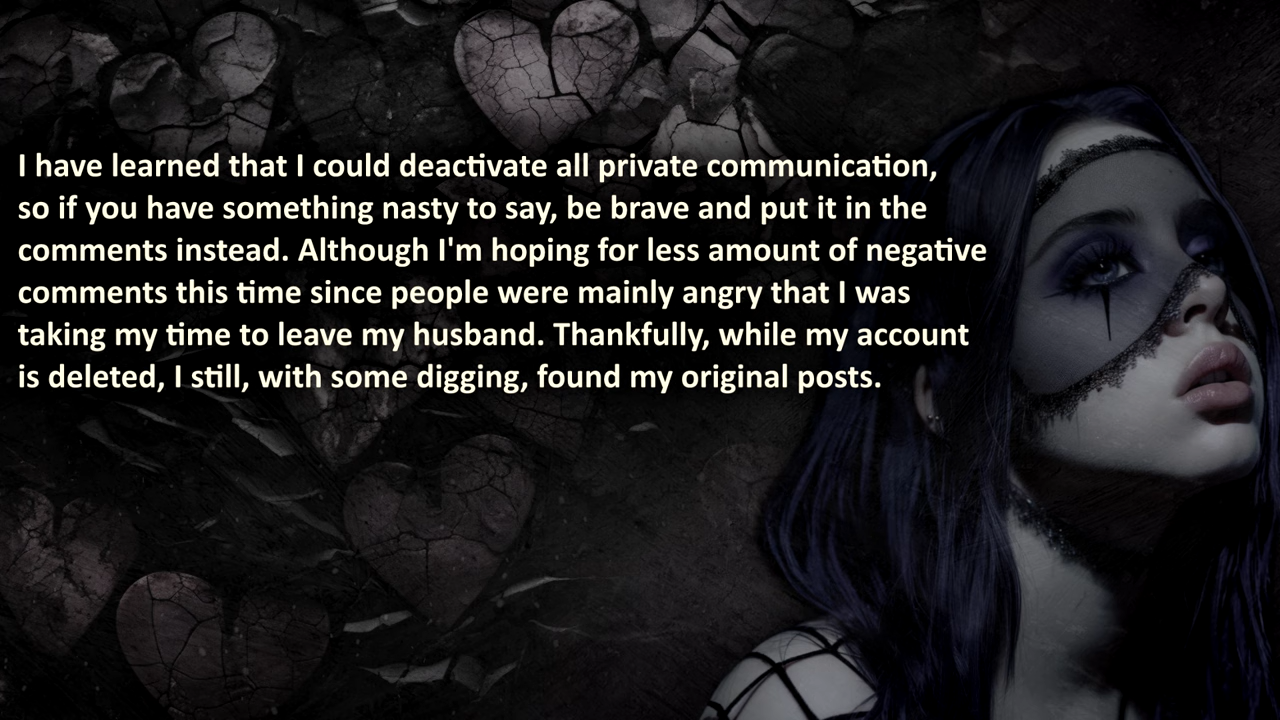 I have learned that I could deactivate all private communication,
so if you have something nasty to say, be brave and put it in the
comments instead. Although I'm hoping for less amount of negative
comments this time since people were mainly angry that I was
taking my time to leave my husband. Thankfully, while my account
is deleted, I still, with some digging, found my original posts.